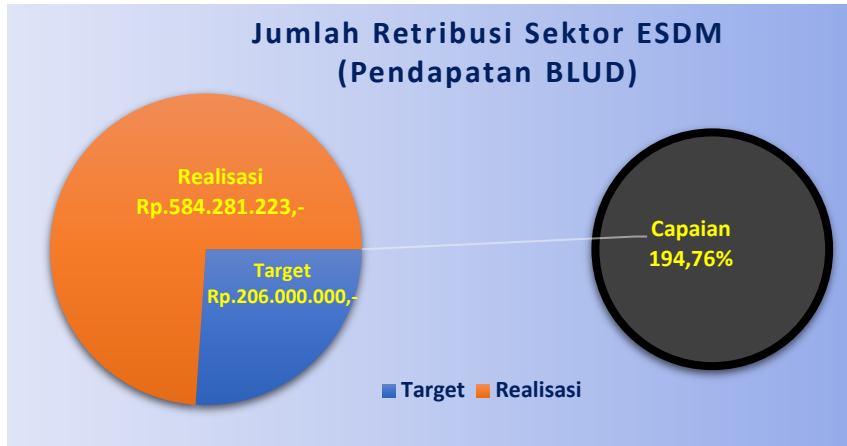 Jumlah Retribusi Sektor ESDM
(Pendapatan BLUD)
Realisasi
Rp.584.281.223,-
Target
Rp.206.000.000,-
Capaian
194,76%
Target
Realisasi